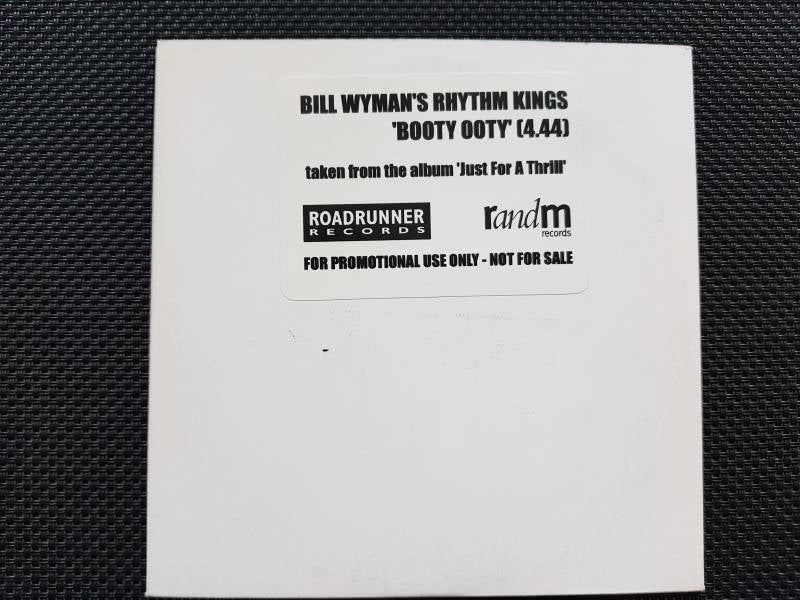 BILL WYMAN'S RHYTHM KINGS
'BOOTY OOTY' (4.44)
taken from the album 'Just For A Thrill'
ROADRUNNER
RECORDS
randm
records
FOR PROMOTIONAL USE ONLY - NOT FOR SALE